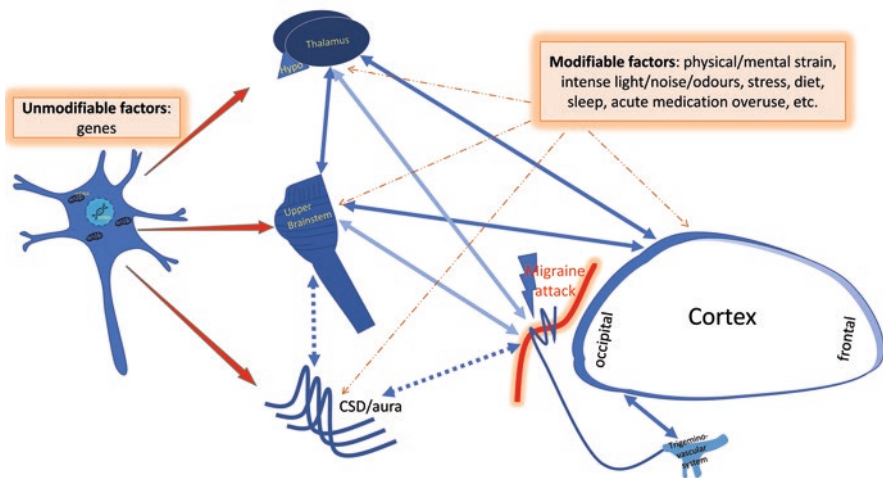 Thalamus
Hypo
Modifiable factors: physical/mental strain,
intense light/noise/odours, stress, diet,
sleep, acute medication overuse, etc.
Unmodifiable factors:
genes
Upper
Brainstem
Migraine
attack
Cortex
occipital
frontal
CSD/aura
Trigemino-
vascular
system